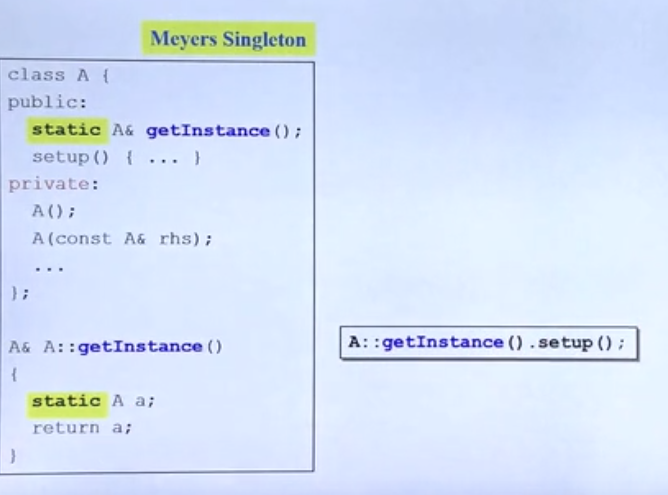 Meyers Singleton
class A {
public:
static A& getInstance();
setup() { ... }
private:
A();
A(const A& rhs);
...
};
A& A::getInstance()
{
static A a;
return a;
}
A::getInstance().setup();